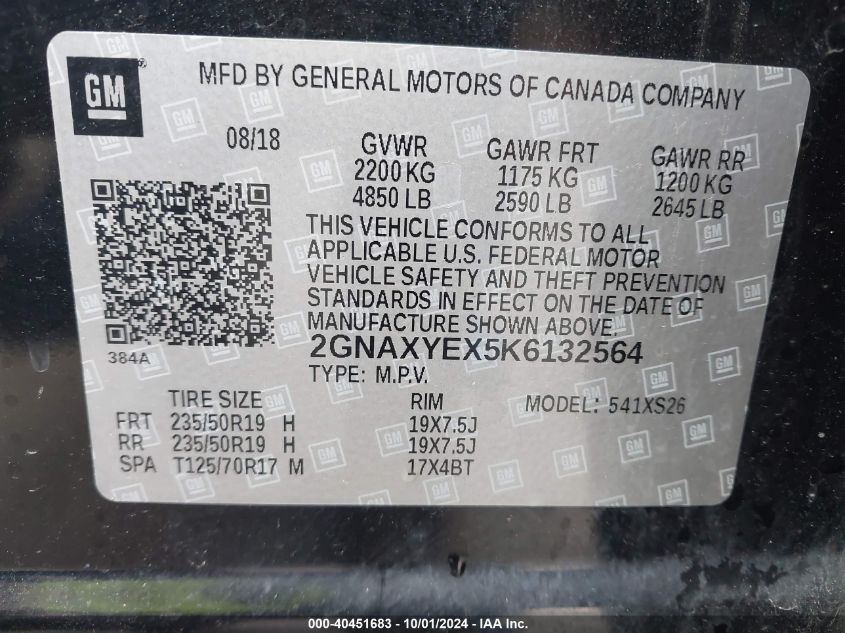 GM
MFD BY GENERAL MOTORS OF CANADA COMPANY
08/18 GVWR GAWR FRT GAWR RR
2200 KG 1175 KG 1200 KG
4850 LB 2590 LB 2645 LB
THIS VEHICLE CONFORMS TO ALL
APPLICABLE U.S. FEDERAL MOTOR
VEHICLE SAFETY AND THEFT PREVENTION
STANDARDS IN EFFECT ON THE DATE OF
MANUFACTURE SHOWN ABOVE.
384A
2GNAXYEX5K6132564
TYPE: M.P.V.
TIRE SIZE RIM MODEL: 541XS26
FRT 235/50R19 H 19X7.5J
RR 235/50R19 H 19X7.5J
SPA T125/70R17 M 17X4BT
000-40451683 - 10/01/2024 - IAA Inc.